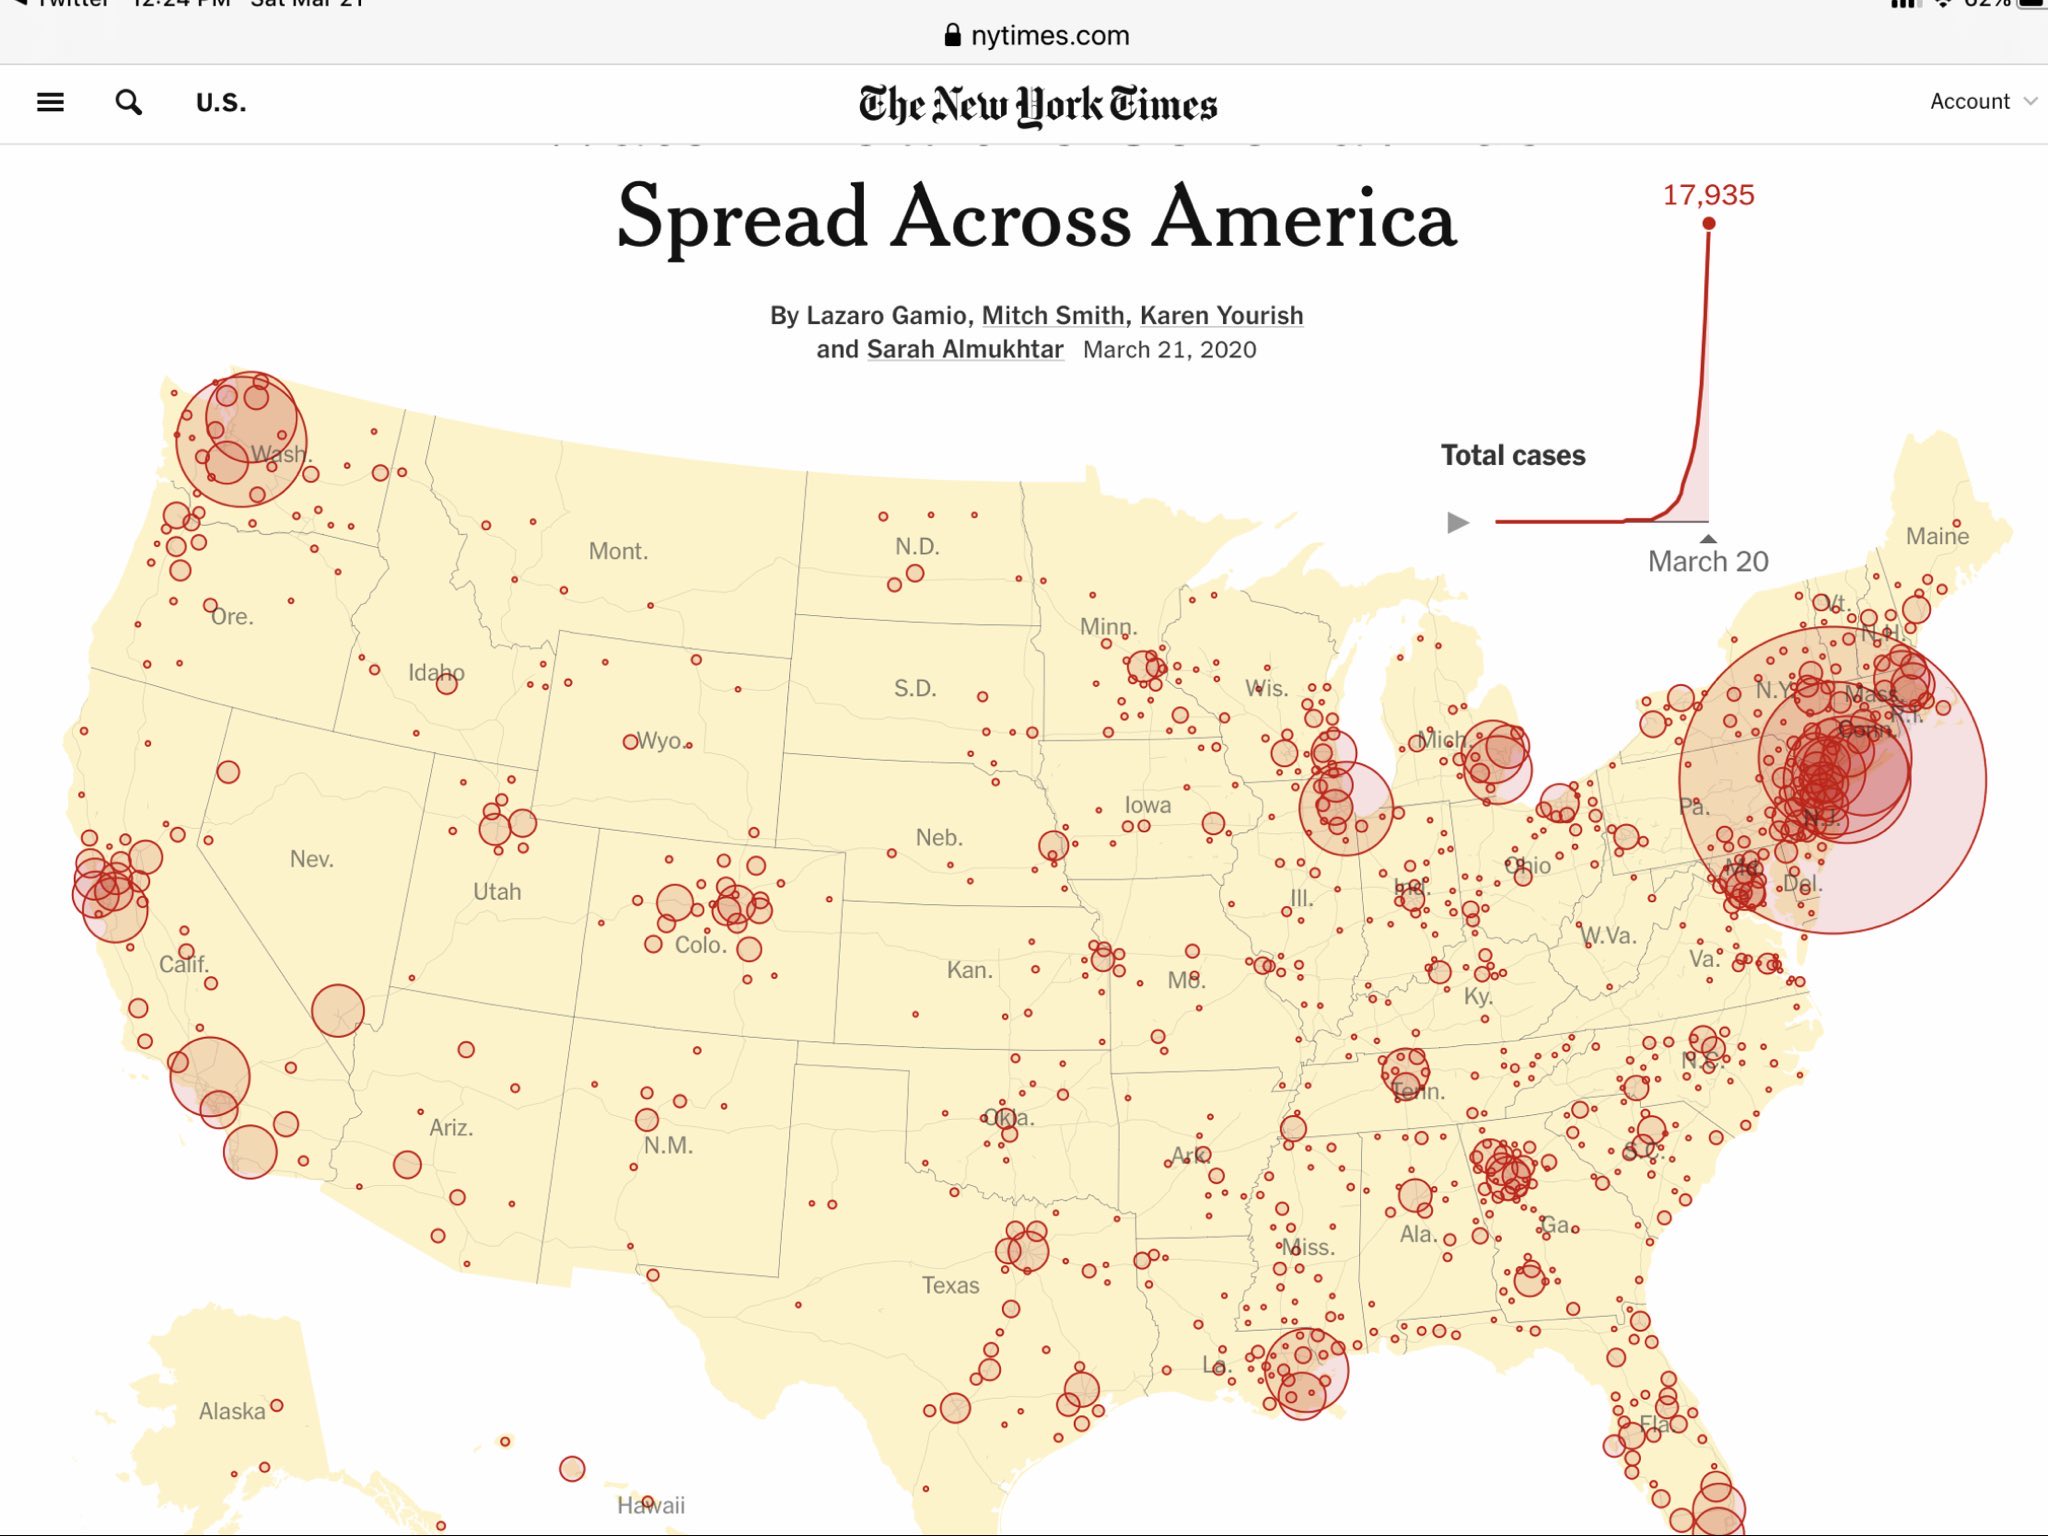 Twitter 12:24 PM Sat Mar 21 62%
nytimes.com
U.S. The New York Times Account
Spread Across America
17,935
By Lazaro Gamio, Mitch Smith, Karen Yourish
and Sarah Almukhtar March 21, 2020
Total cases
March 20
Wash.
Mont.
N.D.
Minn.
Maine
Vt.
N.H.
Ore.
Idaho
S.D.
Wis.
Mich.
N.Y.
Mass.
R.I.
Conn.
Wyo.
Iowa
Pa.
N.J.
Nev.
Neb.
Ohio
Md.
Del.
Utah
Ill.
Ind.
W.Va.
Va.
Calif.
Colo.
Kan.
Mo.
Ky.
N.C.
Tenn.
Ariz.
N.M.
Okla.
Ark.
S.C.
Texas
Miss.
Ala.
Ga.
La.
Fla.
Alaska
Hawaii